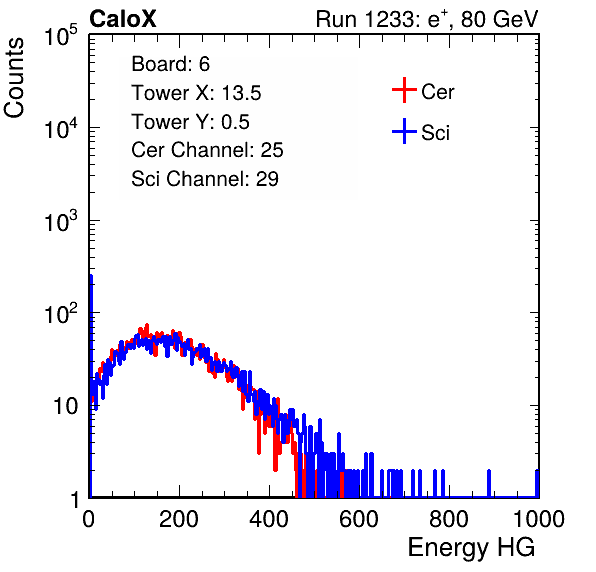 CaloX Run 1233: e⁺, 80 GeV
Counts
Board: 6
Tower X: 13.5
Tower Y: 0.5
Cer Channel: 25
Sci Channel: 29
Cer
Sci
10⁵
10⁴
10³
10²
10
1
0 200 400 600 800 1000
Energy HG